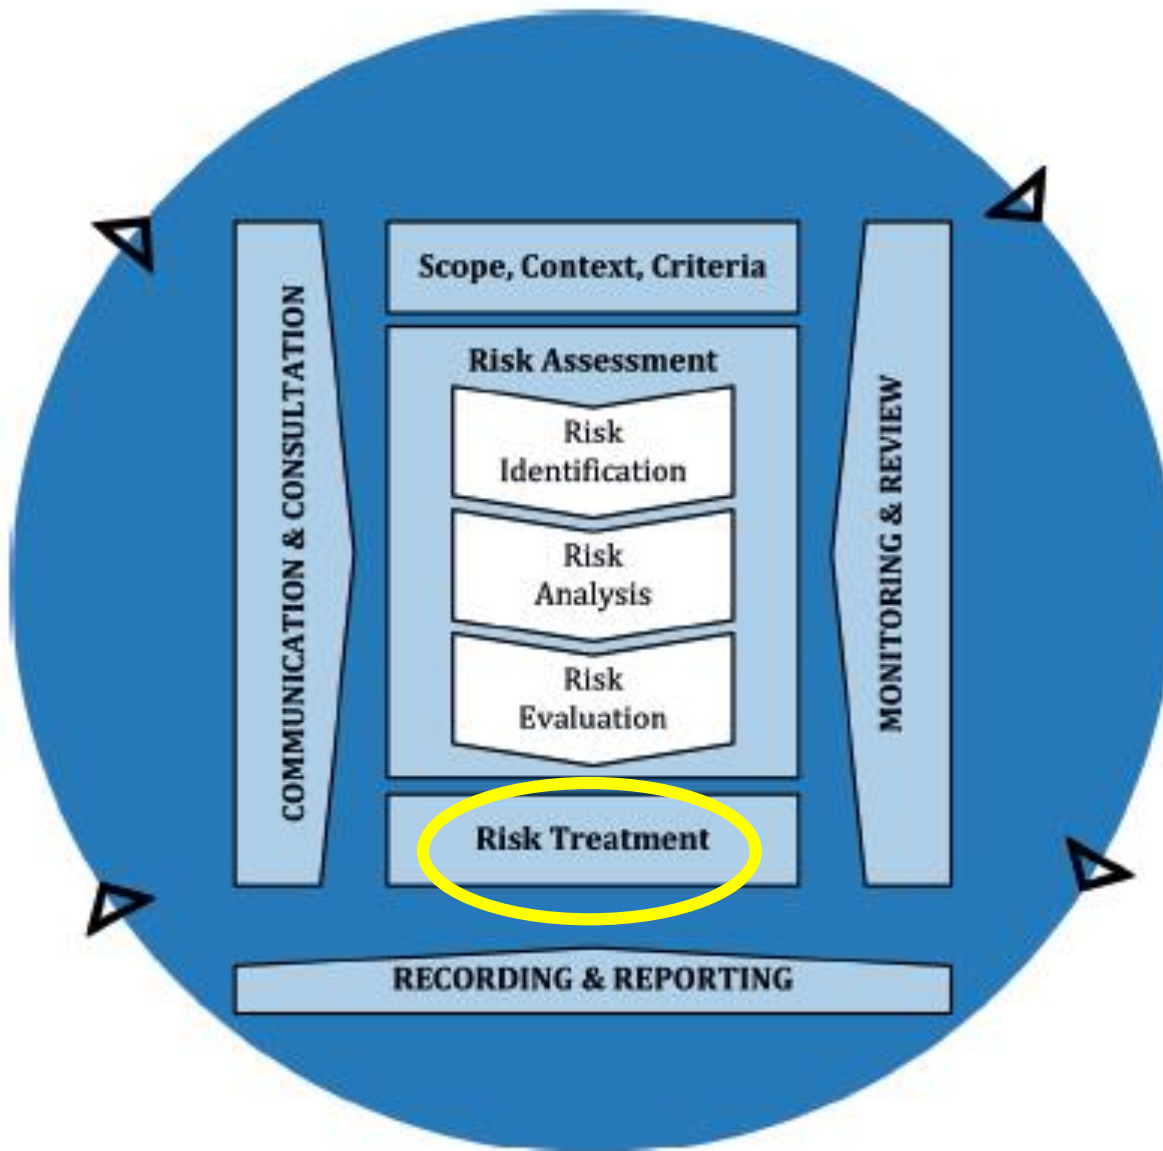 Scope, Context, Criteria
COMMUNICATION & CONSULTATION
Risk Assessment
Risk
Identification
Risk
Analysis
Risk
Evaluation
MONITORING & REVIEW
Risk Treatment
RECORDING & REPORTING